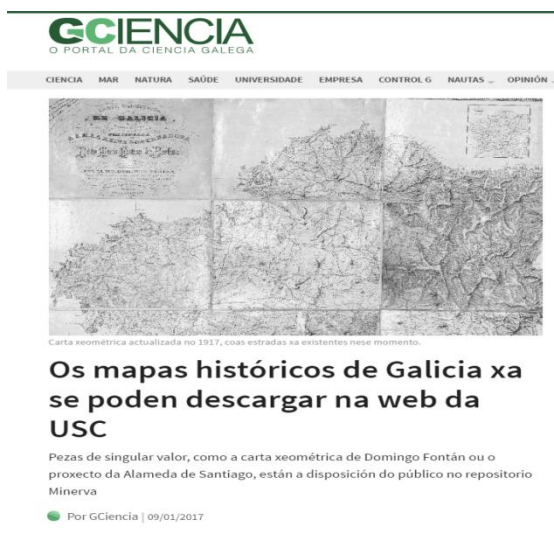 GCIENCIA
O PORTAL DA CIENCIA GALEGA
CIENCIA MAR NATURA SAÚDE UNIVERSIDADE EMPRESA CONTROL G NAUTAS OPINIÓN
DE GALICIA
Carta xeométrica actualizada no 1917, coas estradas xa existentes nese momento.
Os mapas históricos de Galicia xa
se poden descargar na web da
USC
Pezas de singular valor, como a carta xeométrica de Domingo Fontán ou o
proxecto da Alameda de Santiago, están a disposición do público no repositorio
Minerva
Por GCiencia | 09/01/2017